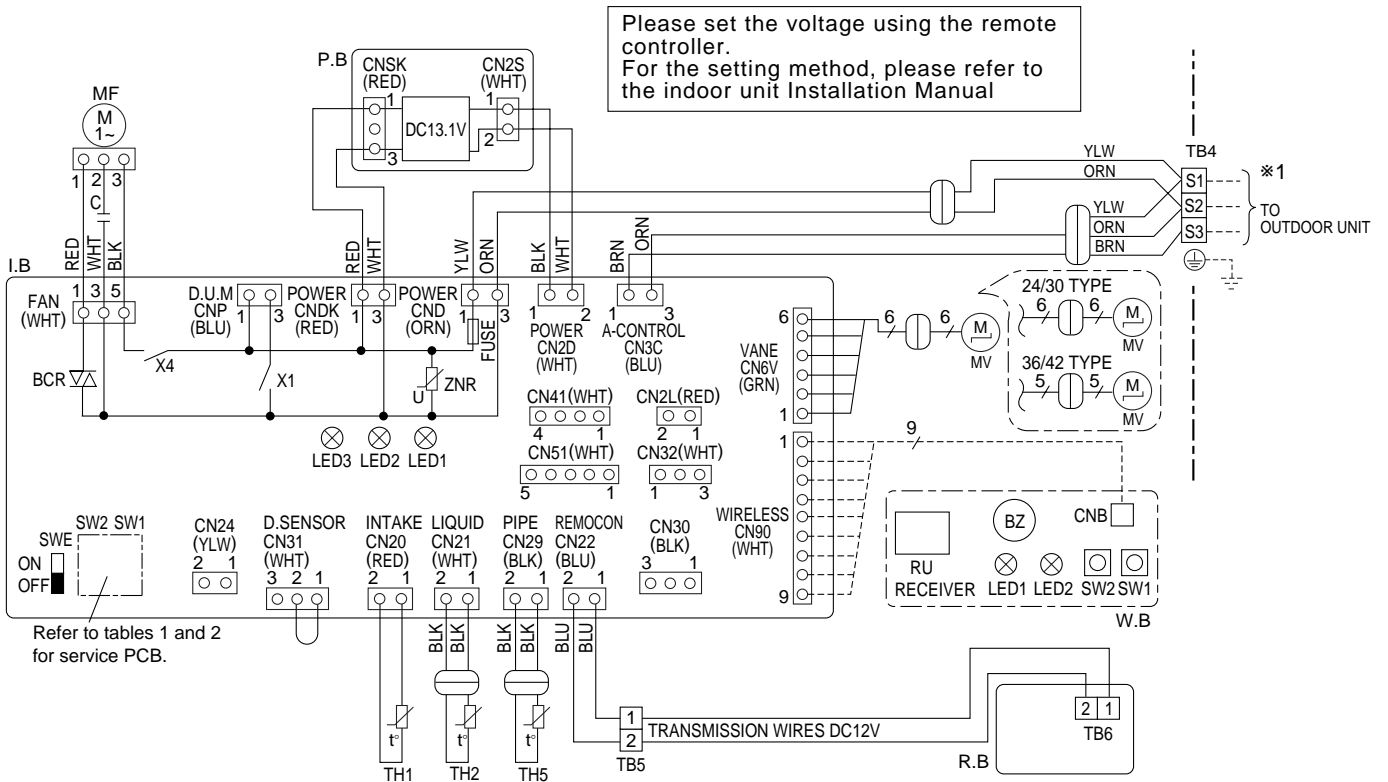 Please set the voltage using the remote
controller.
For the setting method, please refer to
the indoor unit Installation Manual
P.B
CNSK
(RED)
CN2S
(WHT)
1
3
DC13.1V
1
2
MF
M
1~
1 2 3
C
RED
WHT
BLK
RED
WHT
YLW
ORN
BLK
WHT
BRN
ORN
YLW
ORN
YLW
ORN
BRN
TB4
S1
S2
S3
※1
TO
OUTDOOR UNIT
I.B
FAN
(WHT)
1 3 5
D.U.M
CNP
(BLU)
1 3
POWER
CNDK
(RED)
1 3
POWER
CND
(ORN)
1 3
FUSE
1 2
POWER
CN2D
(WHT)
1 3
A-CONTROL
CN3C
(BLU)
BCR
X4
X1
U
ZNR
LED3
LED2
LED1
CN41(WHT)
4 1
CN2L(RED)
2 1
CN51(WHT)
5 1
CN32(WHT)
1 3
6
VANE
CN6V
(GRN)
1
6
6
M
MV
24/30 TYPE
6
6
M
MV
36/42 TYPE
5
5
M
MV
1
WIRELESS
CN90
(WHT)
9
9
BZ
CNB
RU
RECEIVER
LED1
LED2
SW2
SW1
W.B
SWE
ON
OFF
SW2 SW1
Refer to tables 1 and 2
for service PCB.
CN24
(YLW)
2 1
D.SENSOR
CN31
(WHT)
3 2 1
INTAKE
CN20
(RED)
2 1
LIQUID
CN21
(WHT)
2 1
PIPE
CN29
(BLK)
2 1
REMOCON
CN22
(BLU)
2 1
CN30
(BLK)
3 1
BLK
BLK
BLK
BLK
BLU
BLU
t°
TH1
t°
TH2
t°
TH5
1
2
TB5
TRANSMISSION WIRES DC12V
2 1
TB6
R.B